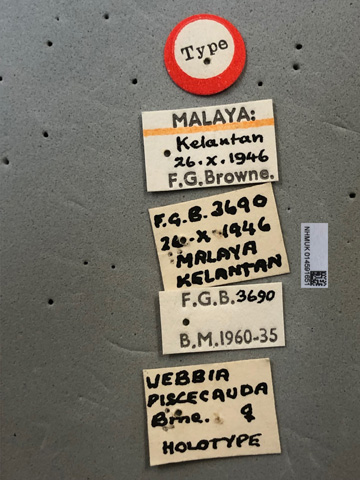 Type
MALAYA:
Kelantan
26.X.1946
F.G.Browne.
F.G.B. 3690
26.X.1946
MALAYA
KELANTAN
F.G.B. 3690
B.M.1960-35
WEBBIA
PISCECAUDA
Brne. ♀
HOLOTYPE